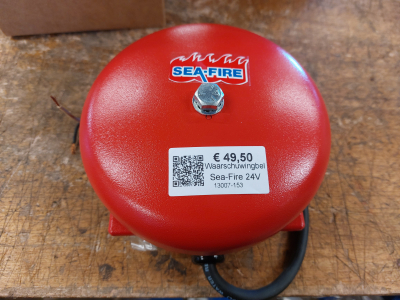 SEA-FIRE
€ 49,50
Waarschuwingbel
Sea-Fire 24V
13007-153